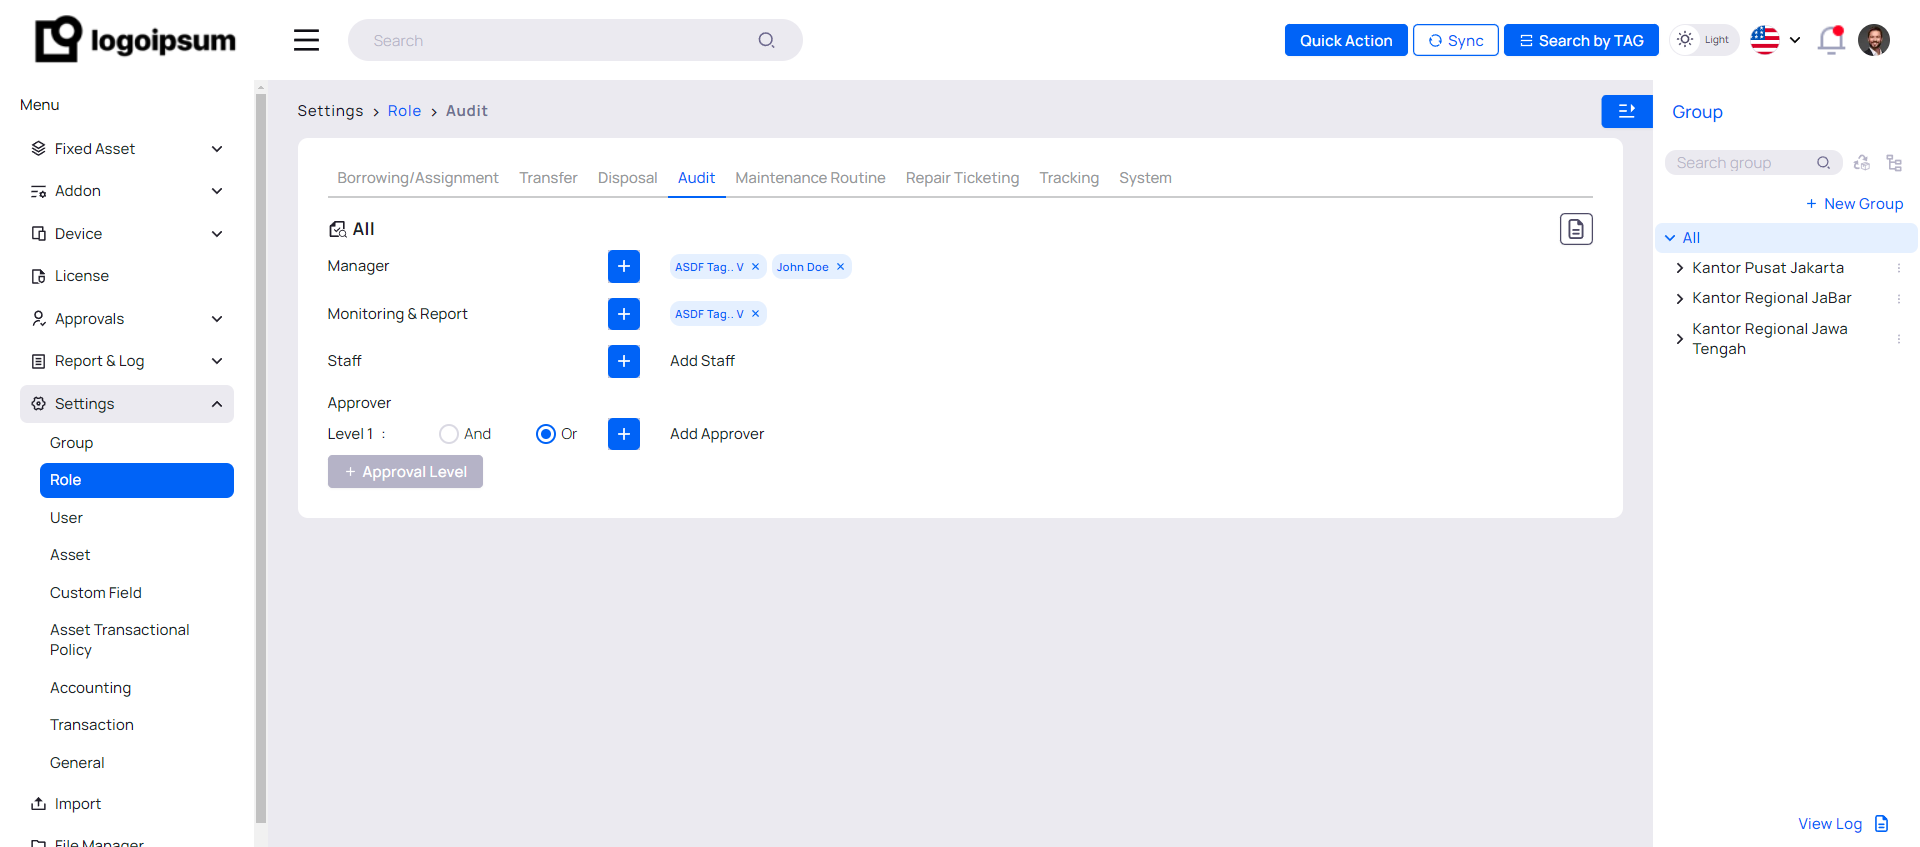 logoipsum
Search
Quick Action
Sync
Search by TAG
Light
Menu
Fixed Asset
Addon
Device
License
Approvals
Report & Log
Settings
Group
Role
User
Asset
Custom Field
Asset Transactional
Policy
Accounting
Transaction
General
Import
File Manager
Settings > Role > Audit
Borrowing/Assignment Transfer Disposal Audit Maintenance Routine Repair Ticketing Tracking System
All
Manager
ASDF Tag.. V ×
John Doe ×
Monitoring & Report
ASDF Tag.. V ×
Staff
Add Staff
Approver
Level 1 :
And
Or
Add Approver
+ Approval Level
Group
Search group
+ New Group
All
Kantor Pusat Jakarta
Kantor Regional JaBar
Kantor Regional Jawa
Tengah
View Log